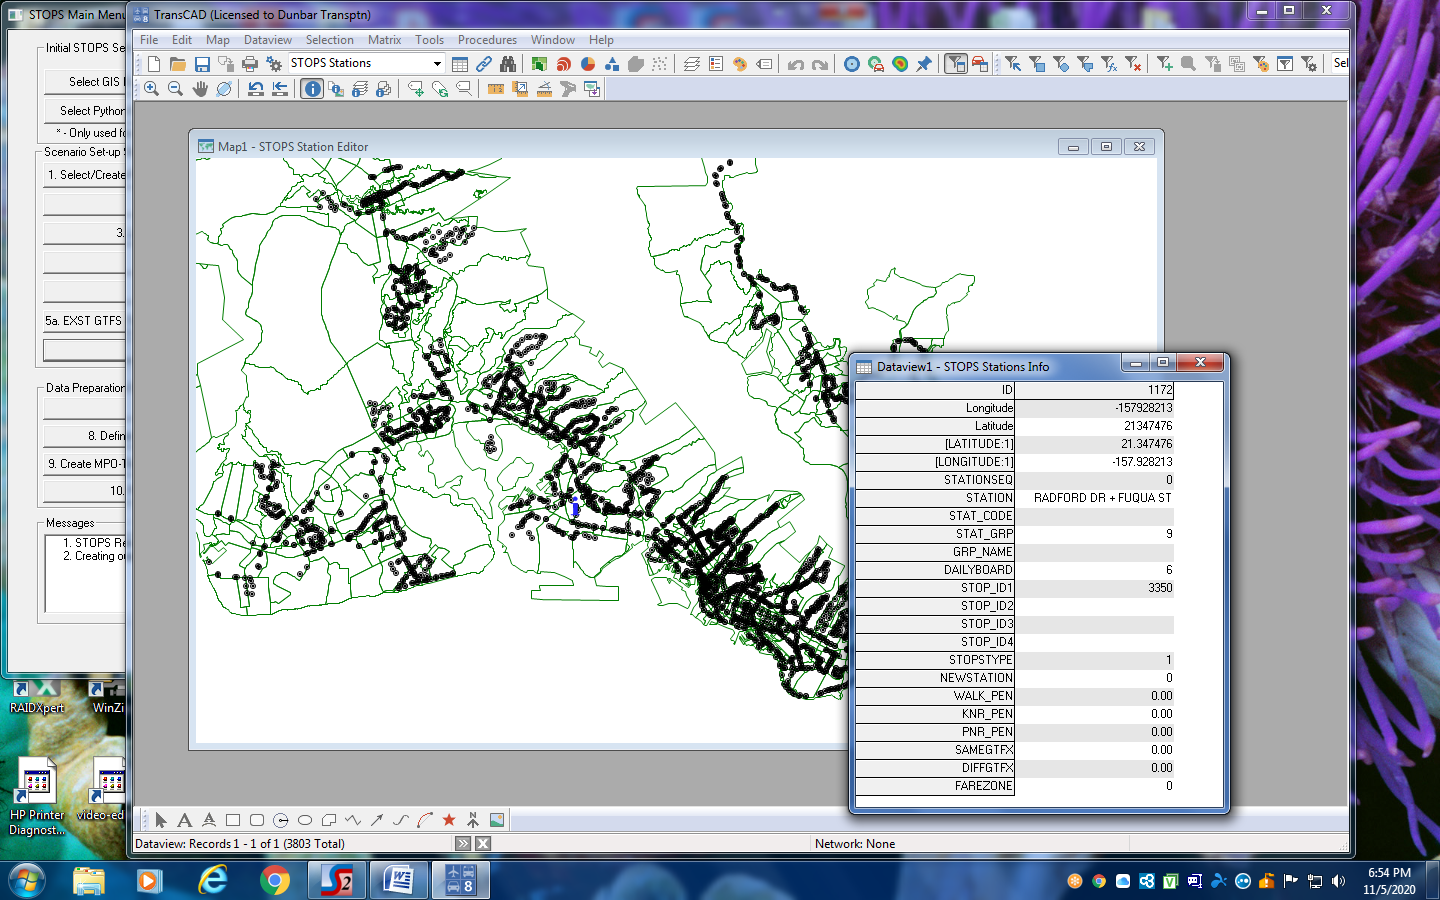 STOPS Main Menu
TransCAD (Licensed to Dunbar Transptn)
File Edit Map Dataview Selection Matrix Tools Procedures Window Help
STOPS Stations
Sel
Initial STOPS Se
Select GIS
Select Python
* - Only used fo
Scenario Set-up
1. Select/Create
3.
5a. EXST GTFS
Data Preparation
8. Defin
9. Create MPO-T
10.
Messages
1. STOPS Re
2. Creating ou
Map1 - STOPS Station Editor
Dataview1 - STOPS Stations Info
ID 1172
Longitude -157928213
Latitude 21347476
[LATITUDE:1] 21.347476
[LONGITUDE:1] -157.928213
STATIONSEQ 0
STATION RADFORD DR + FUQUA ST
STAT_CODE
STAT_GRP 9
GRP_NAME
DAILYBOARD 6
STOP_ID1 3350
STOP_ID2
STOP_ID3
STOP_ID4
STOPSTYPE 1
NEWSTATION 0
WALK_PEN 0.00
KNR_PEN 0.00
PNR_PEN 0.00
SAMEGTFX 0.00
DIFFGTFX 0.00
FAREZONE 0
RAIDXpert
WinZi
HP Printer
Diagnost...
video-ed
Dataview: Records 1 - 1 of 1 (3803 Total)
Network: None
6:54 PM
11/5/2020